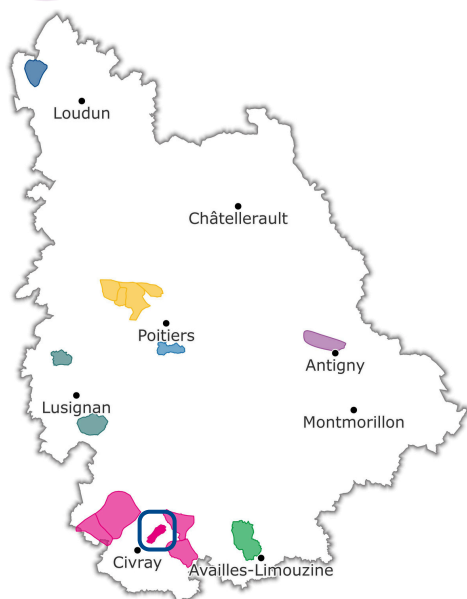 Loudun
Châtellerault
Poitiers
Antigny
Lusignan
Montmorillon
Civray
Availles-Limouzine